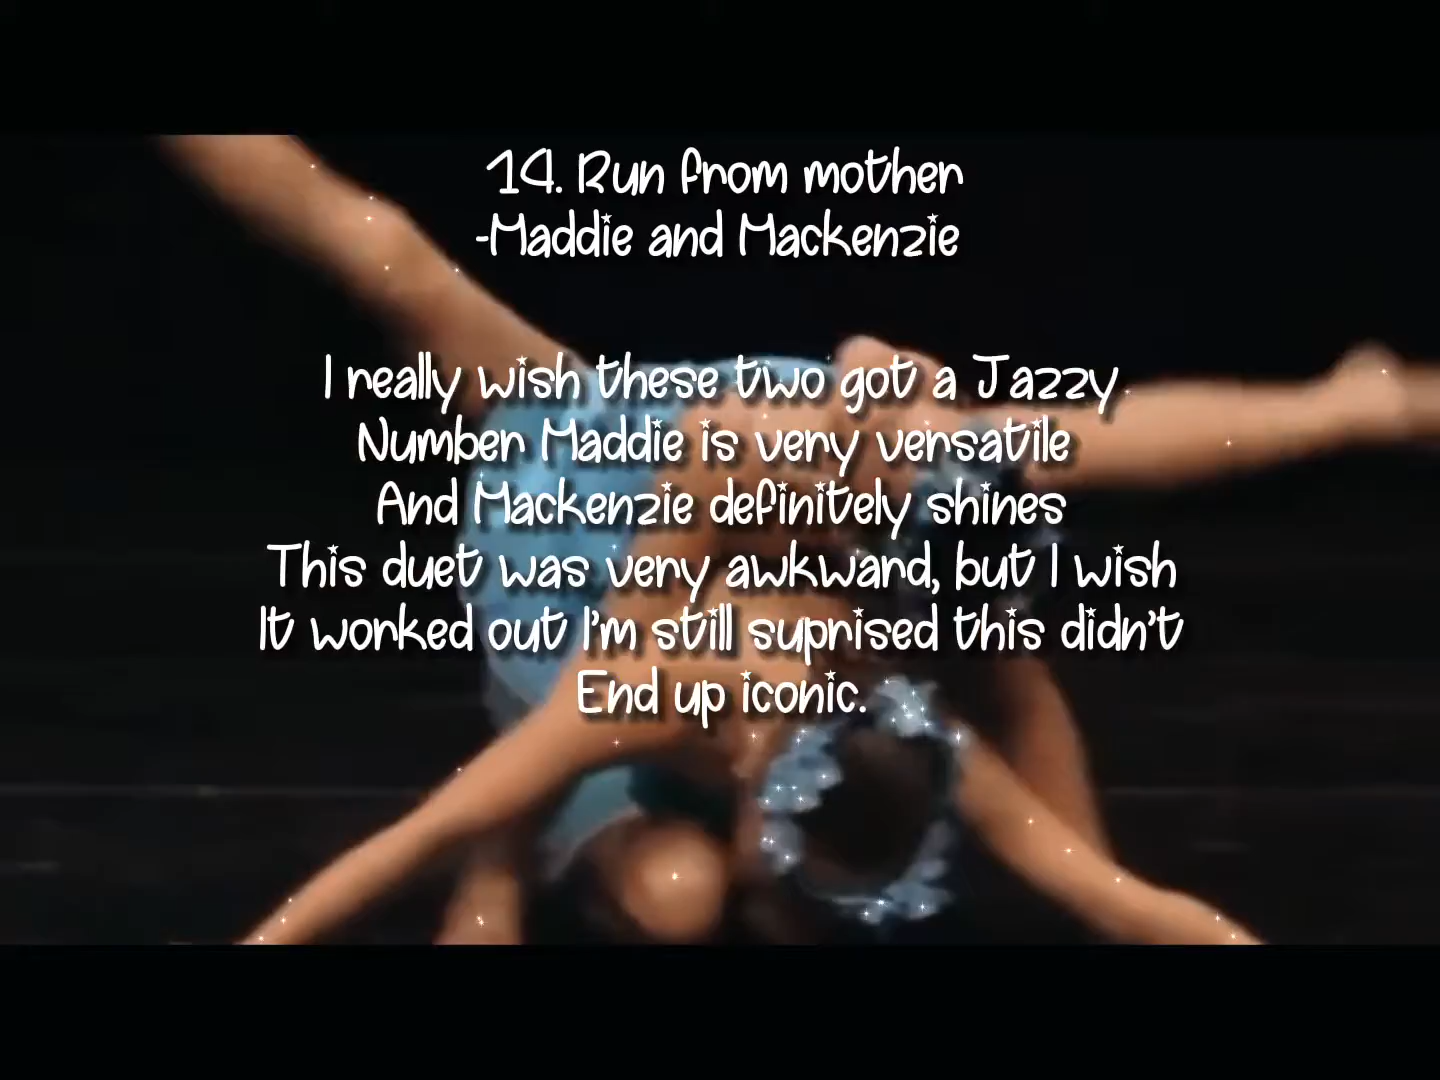 14. Run from mother
-Maddie and Mackenzie
I really wish these two got a Jazzy
Number Maddie is very versatile
And Mackenzie definitely shines
This duet was very awkward, but I wish
It worked out I'm still suprised this didn't
End up iconic.